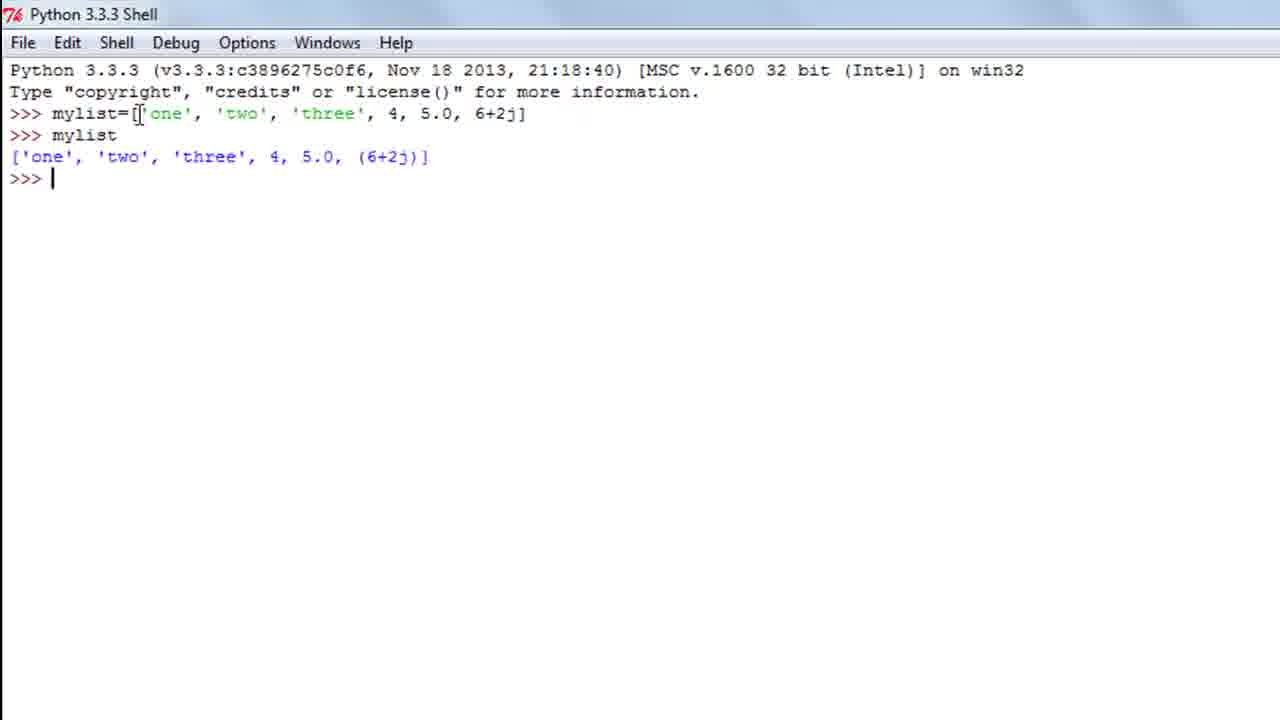 Python 3.3.3 Shell
File Edit Shell Debug Options Windows Help
Python 3.3.3 (v3.3.3:c3896275c0f6, Nov 18 2013, 21:18:40) [MSC v.1600 32 bit (Intel)] on win32
Type "copyright", "credits" or "license()" for more information.
>>> mylist=['one', 'two', 'three', 4, 5.0, 6+2j]
>>> mylist
['one', 'two', 'three', 4, 5.0, (6+2j)]
>>>